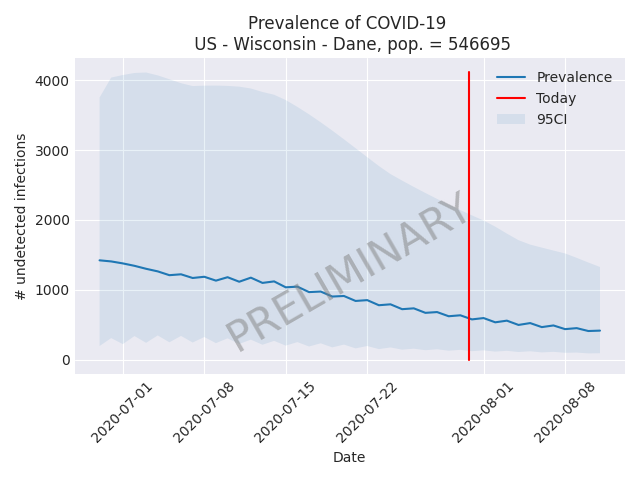 Prevalence of COVID-19
US - Wisconsin - Dane, pop. = 546695
Prevalence
Today
95CI
4000
3000
2000
1000
0
# undetected infections
PRELIMINARY
2020-07-01
2020-07-08
2020-07-15
2020-07-22
2020-08-01
2020-08-08
Date